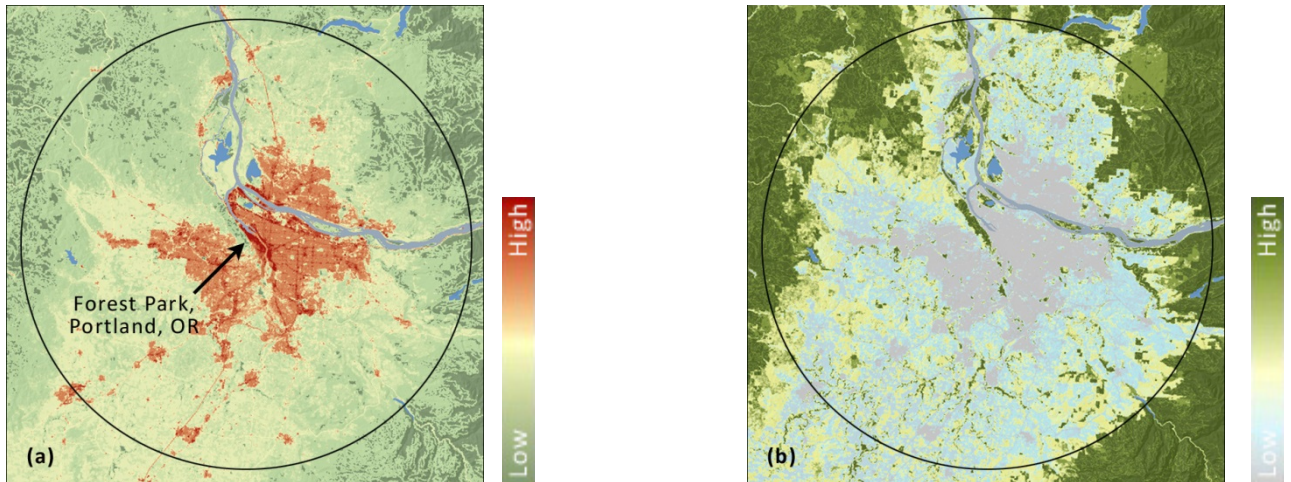 High
Low
Forest Park,
Portland, OR
(a)
High
Low
(b)